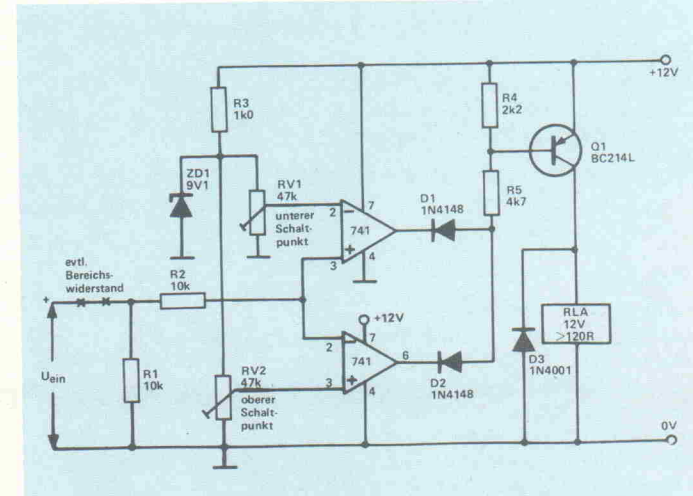 +12V
R3
1k0
R4
2k2
Q1
BC214L
ZD1
9V1
RV1
47k
unterer
Schalt-
punkt
2
−
7
741
+
3
4
D1
1N4148
R5
4k7
evtl.
Bereichs-
widerstand
+
R2
10k
+12V
2
−
7
741
6
+
3
4
D2
1N4148
D3
1N4001
RLA
12V
>120R
Uein
R1
10k
RV2
47k
oberer
Schalt-
punkt
0V